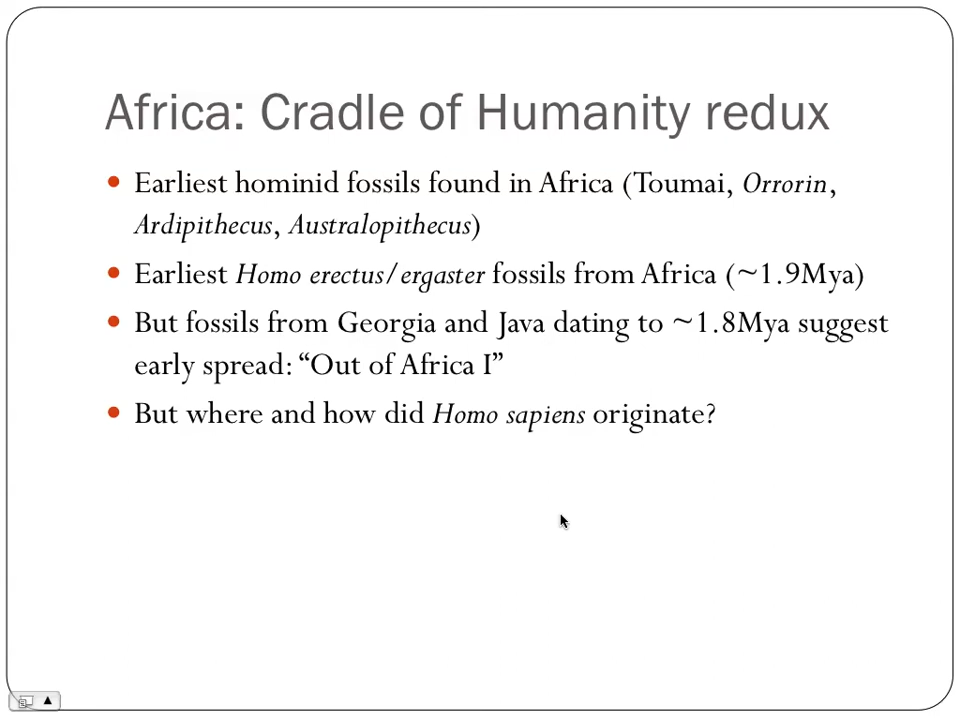 Africa: Cradle of Humanity redux
Earliest hominid fossils found in Africa (Toumai, Orrorin,
Ardipithecus, Australopithecus)
Earliest Homo erectus/ergaster fossils from Africa (~1.9Mya)
But fossils from Georgia and Java dating to ~1.8Mya suggest
early spread: “Out of Africa I”
But where and how did Homo sapiens originate?